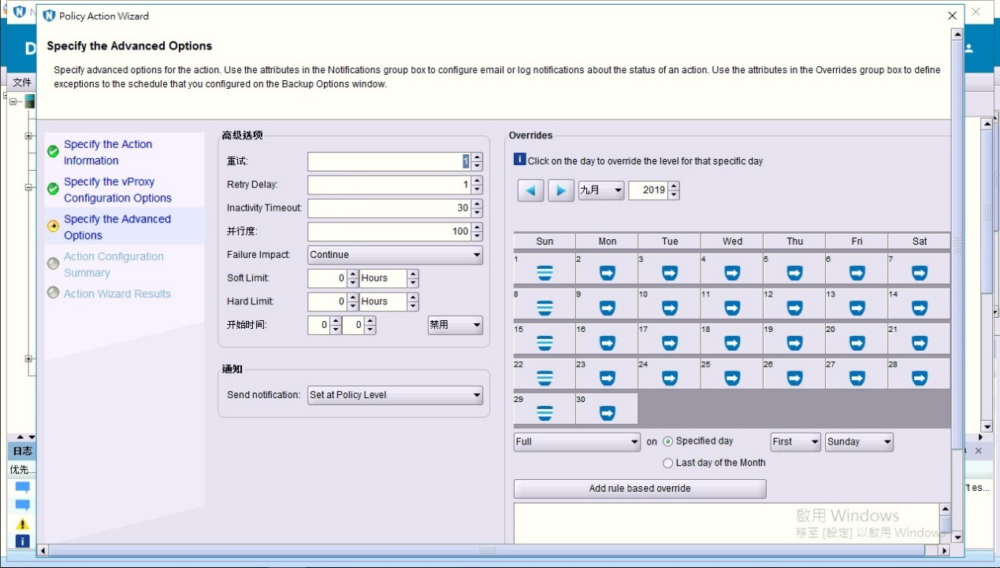 Policy Action Wizard
Specify the Advanced Options
Specify advanced options for the action. Use the attributes in the Notifications group box to configure email or log notifications about the status of an action. Use the attributes in the Overrides group box to define
exceptions to the schedule that you configured on the Backup Options window.
文件
Specify the Action
Information
Specify the vProxy
Configuration Options
Specify the Advanced
Options
Action Configuration
Summary
Action Wizard Results
高级选项
重试: 1
Retry Delay: 1
Inactivity Timeout: 30
并行度: 100
Failure Impact: Continue
Soft Limit: 0 Hours
Hard Limit: 0 Hours
开始时间: 0 0 禁用
通知
Send notification: Set at Policy Level
Overrides
Click on the day to override the level for that specific day
九月 2019
Sun Mon Tue Wed Thu Fri Sat
1 2 3 4 5 6 7
8 9 10 11 12 13 14
15 16 17 18 19 20 21
22 23 24 25 26 27 28
29 30
Full on Specified day First Sunday
Last day of the Month
Add rule based override
日志
优先...
啟用 Windows
移至 [設定] 以啟用 Windows